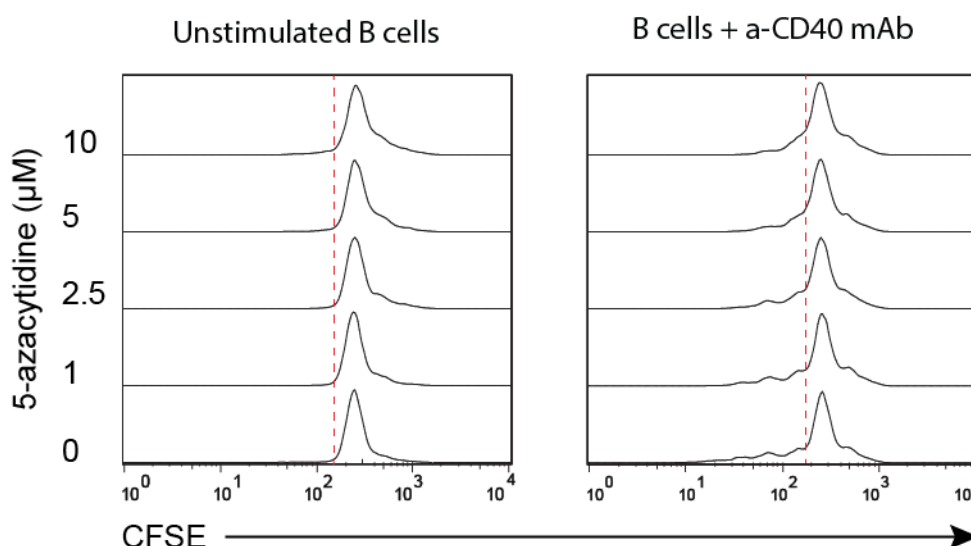 Unstimulated B cells
B cells + a-CD40 mAb
5-azacytidine (µM)
10
5
2.5
1
0
10^0 10^1 10^2 10^3 10^4
10^0 10^1 10^2 10^3
CFSE